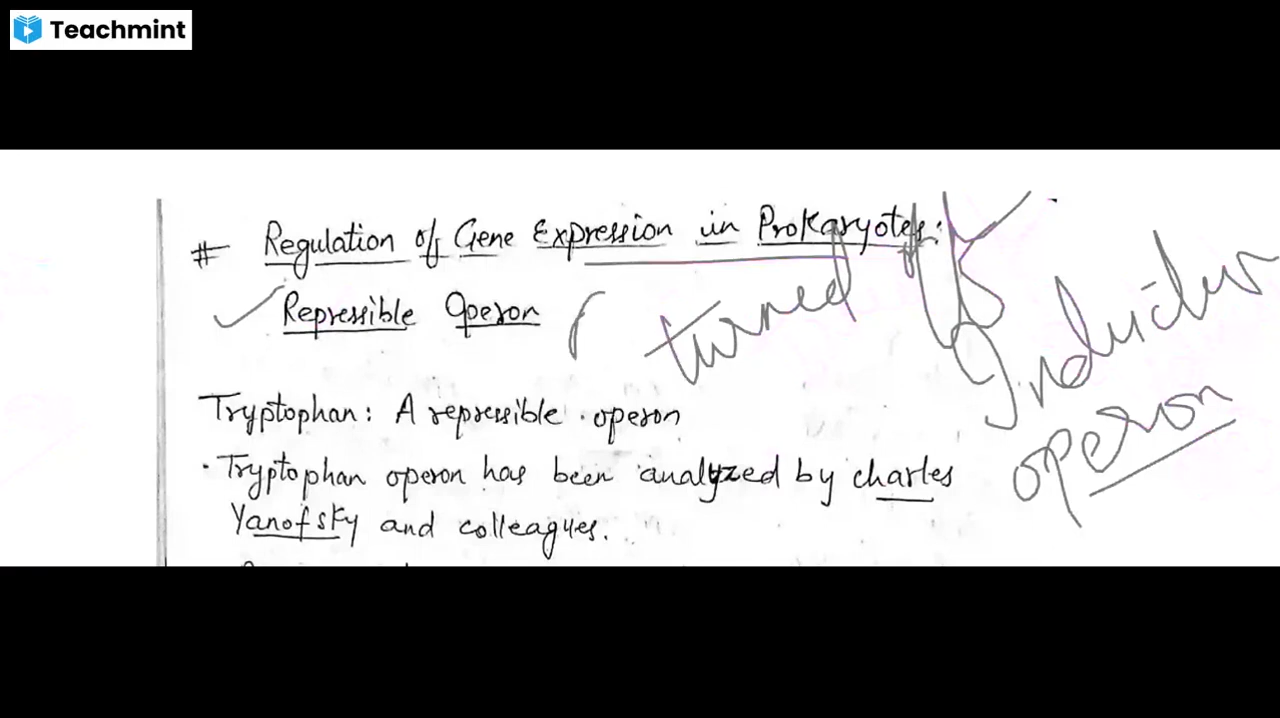 Teachmint
# Regulation of Gene Expression in Prokaryotes:
Repressible Operon
turned off
Inducible
operon
Tryptophan: A repressible operon
• Tryptophan operon has been analyzed by charles
Yanofsky and colleagues.